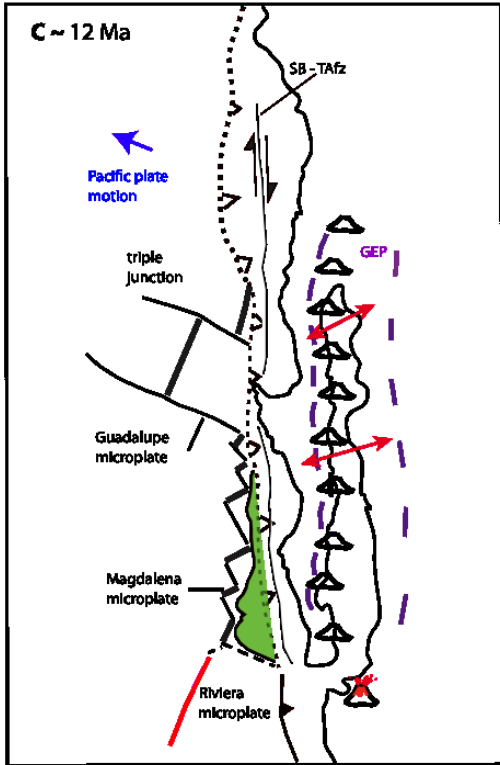 C ~ 12 Ma
SB - TAfz
Pacific plate
motion
GEP
triple
junction
Guadalupe
microplate
Magdalena
microplate
Riviera
microplate